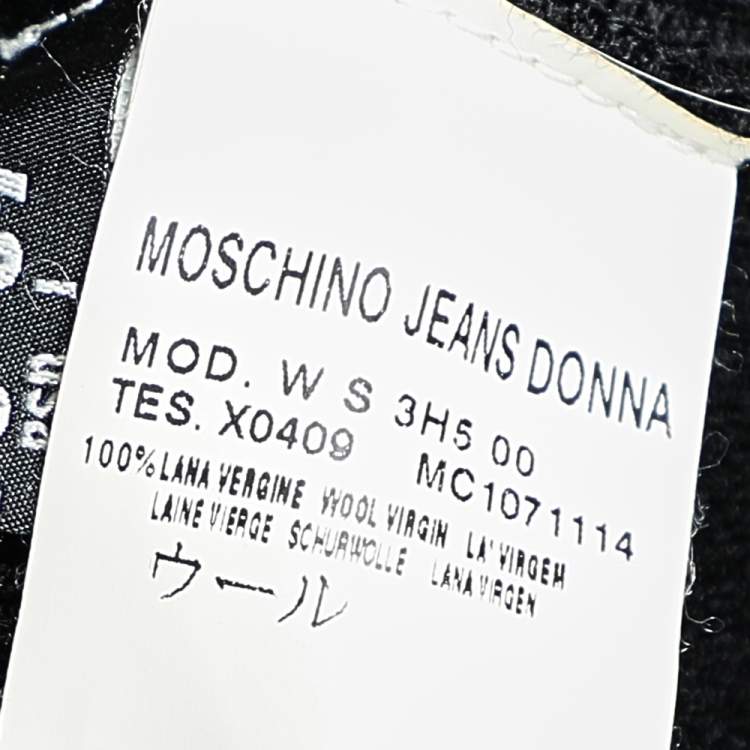 MOSCHINO JEANS DONNA
MOD. W S 3H5 00
TES. X0409 MC1071114
100% LANA VERGINE WOOL VIRGIN LA'VIRGEM
LAINE VIERGE SCHURWOLLE LANA VIRGEN
ウール